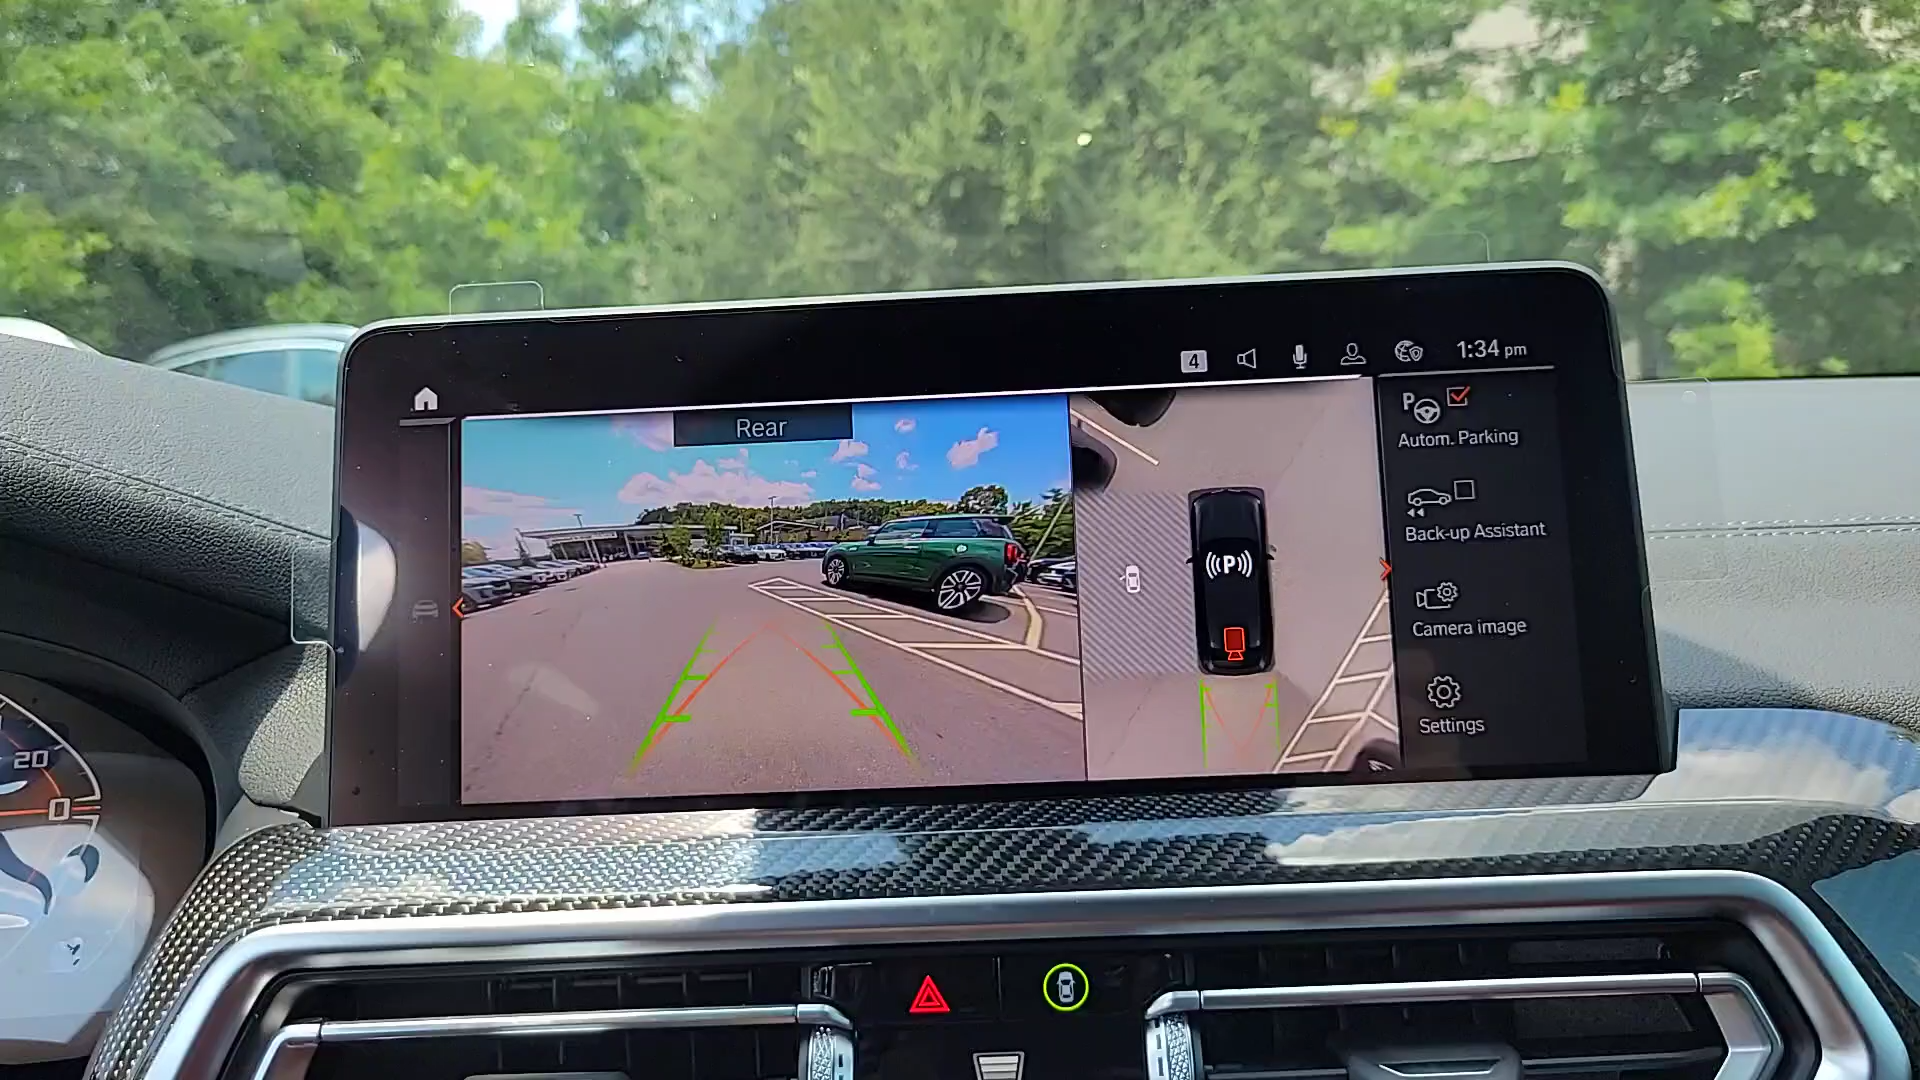 4
1:34 pm
Rear
P
Autom. Parking
Back-up Assistant
P
Camera image
Settings
20
0